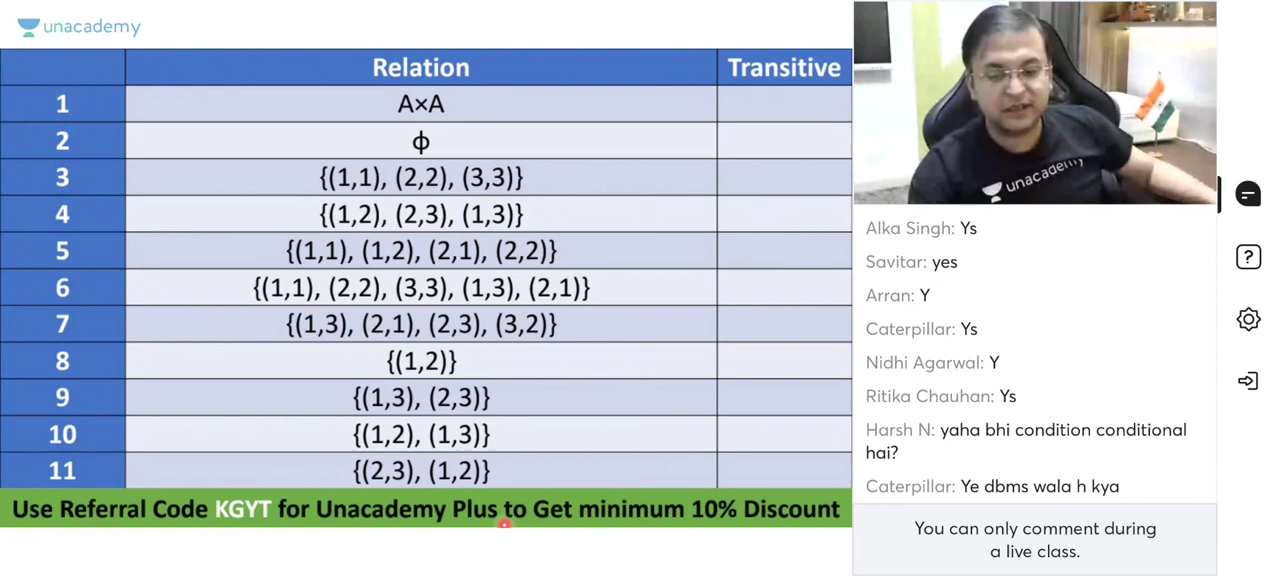 unacademy
Relation Transitive
1 A×A
2 ф
3 {(1,1), (2,2), (3,3)}
4 {(1,2), (2,3), (1,3)}
5 {(1,1), (1,2), (2,1), (2,2)}
6 {(1,1), (2,2), (3,3), (1,3), (2,1)}
7 {(1,3), (2,1), (2,3), (3,2)}
8 {(1,2)}
9 {(1,3), (2,3)}
10 {(1,2), (1,3)}
11 {(2,3), (1,2)}
Use Referral Code KGYT for Unacademy Plus to Get minimum 10% Discount
unacademy
Alka Singh: Ys
Savitar: yes
Arran: Y
Caterpillar: Ys
Nidhi Agarwal: Y
Ritika Chauhan: Ys
Harsh N: yaha bhi condition conditional
hai?
Caterpillar: Ye dbms wala h kya
You can only comment during
a live class.
?